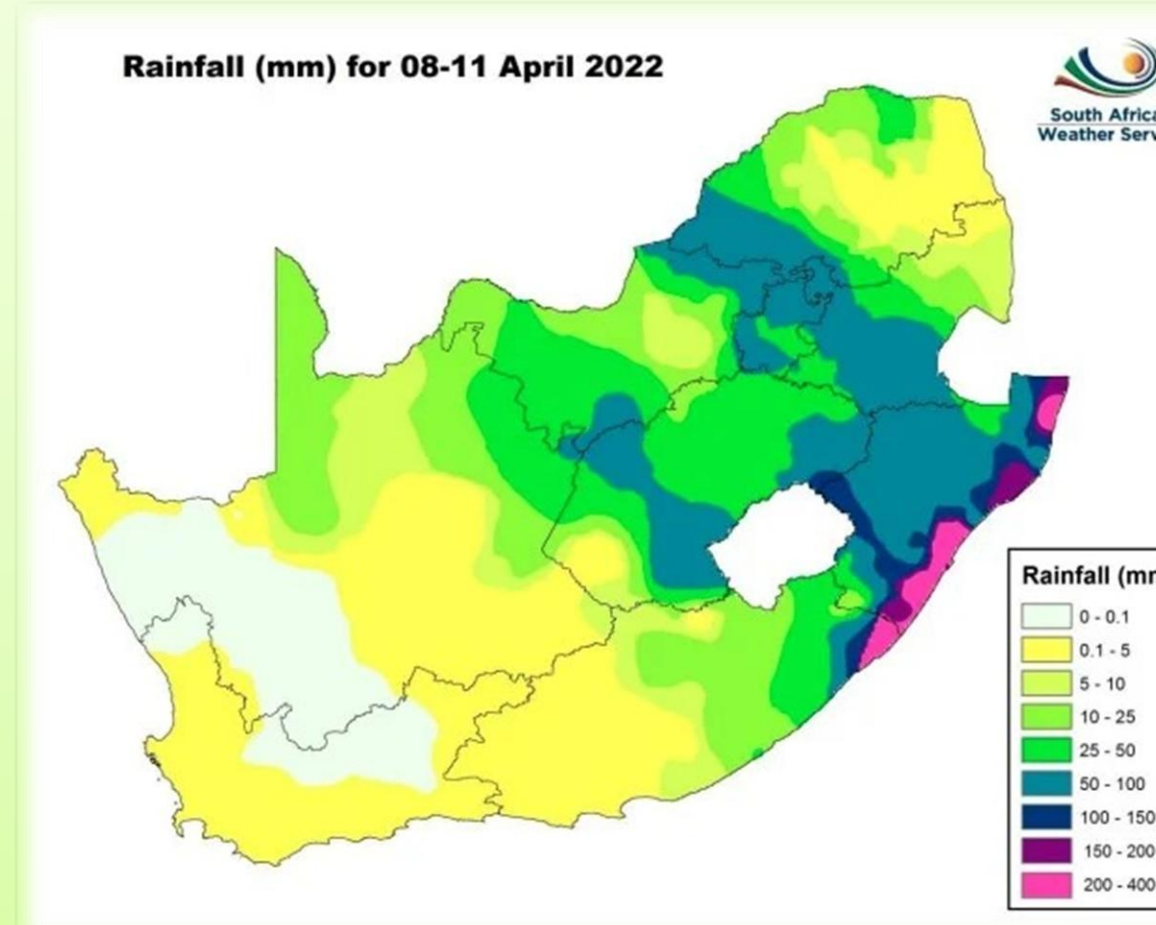 Rainfall (mm) for 08-11 April 2022
South Africa
Weather Serv
Rainfall (mm
0 - 0.1
0.1 - 5
5 - 10
10 - 25
25 - 50
50 - 100
100 - 150
150 - 200
200 - 400